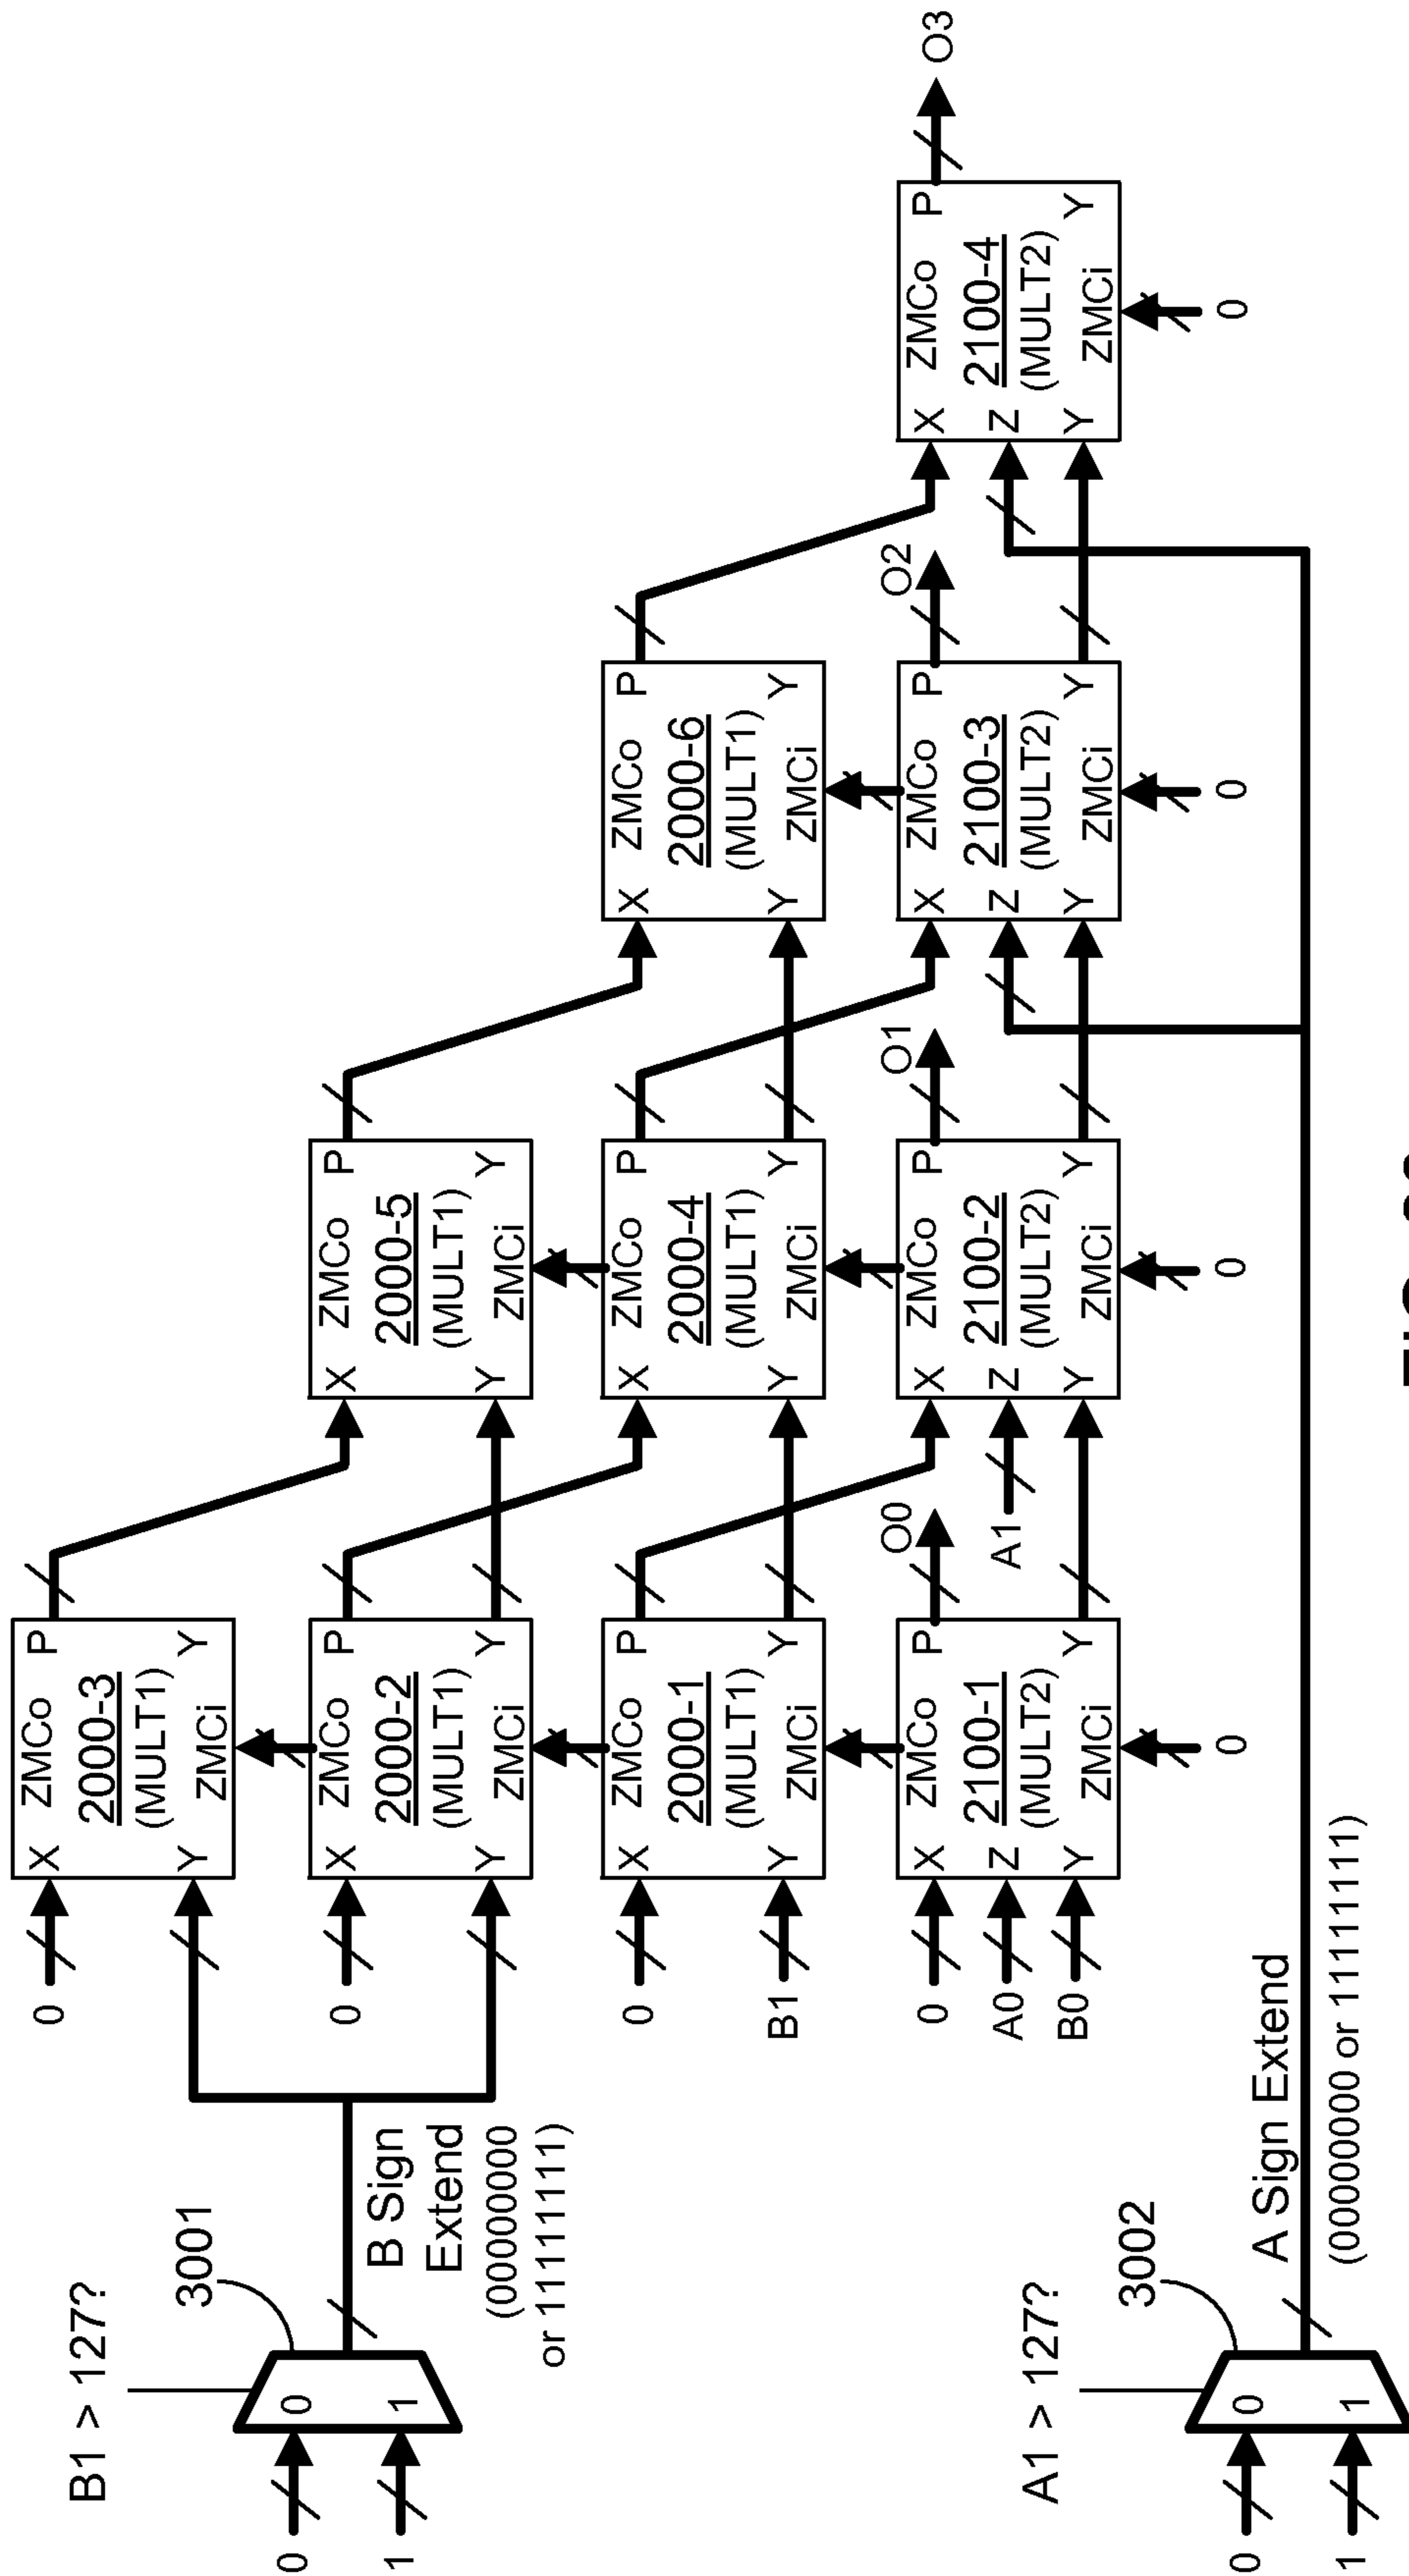 B1 > 127?
3001
0
1
0
1
B Sign
Extend
(00000000
or 11111111)
0
X ZMCo P
2000-3
(MULT1)
Y Y
ZMCi
0
X ZMCo P
2000-2
(MULT1)
Y Y
ZMCi
X ZMCo P
2000-5
(MULT1)
Y Y
ZMCi
0
B1
X ZMCo P
2000-1
(MULT1)
Y Y
ZMCi
X ZMCo P
2000-4
(MULT1)
Y Y
ZMCi
X ZMCo P
2000-6
(MULT1)
Y Y
ZMCi
0
A0
B0
X ZMCo P
Z 2100-1
(MULT2)
Y Y
ZMCi
0
O0
A1
X ZMCo P
Z 2100-2
(MULT2)
Y Y
ZMCi
0
O1
X ZMCo P
Z 2100-3
(MULT2)
Y Y
ZMCi
0
O2
X ZMCo P
Z 2100-4
(MULT2)
Y Y
ZMCi
0
O3
A1 > 127?
3002
0
1
0
1
A Sign Extend
(00000000 or 11111111)